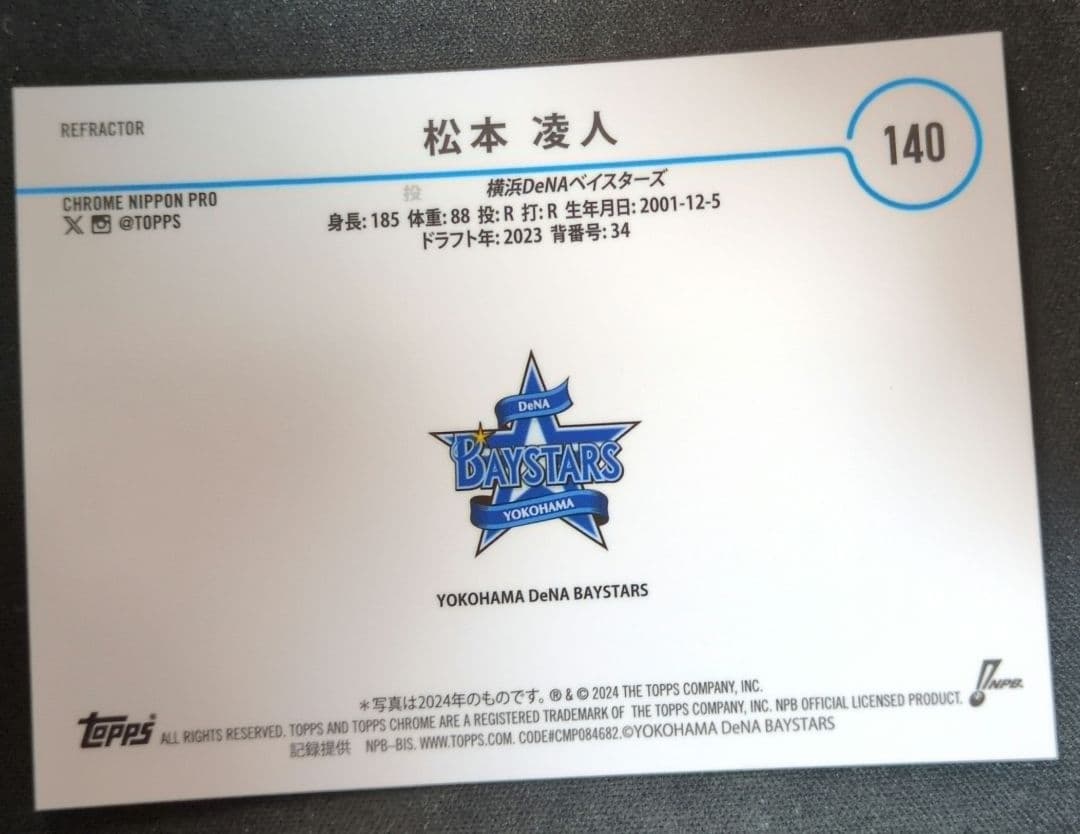 REFRACTOR
松本 凌人
140
CHROME NIPPON PRO
@TOPPS
投
横浜DeNAベイスターズ
身長: 185 体重: 88 投: R 打: R 生年月日: 2001-12-5
ドラフト年: 2023 背番号: 34
DeNA
BAYSTARS
YOKOHAMA
YOKOHAMA DeNA BAYSTARS
*写真は2024年のものです。® & © 2024 THE TOPPS COMPANY, INC.
Topps® ALL RIGHTS RESERVED. TOPPS AND TOPPS CHROME ARE A REGISTERED TRADEMARK OF THE TOPPS COMPANY, INC. NPB OFFICIAL LICENSED PRODUCT.
NPB
記録提供 NPB-BIS. WWW.TOPPS.COM. CODE#CMP084682.©YOKOHAMA DeNA BAYSTARS